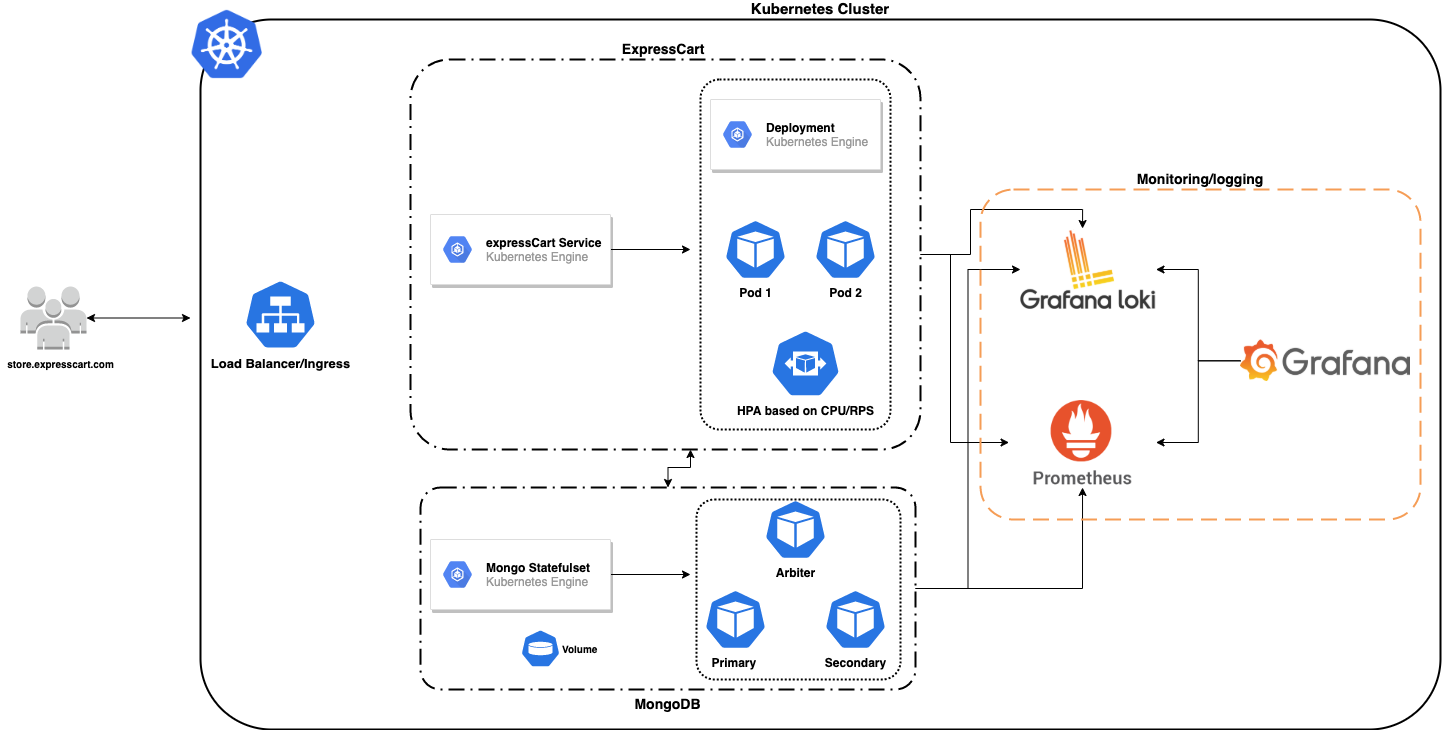 Kubernetes Cluster
ExpressCart
Deployment
Kubernetes Engine
Monitoring/logging
expressCart Service
Kubernetes Engine
Pod 1
Pod 2
Grafana loki
store.expresscart.com
Load Balancer/Ingress
Grafana
HPA based on CPU/RPS
Prometheus
Mongo Statefulset
Kubernetes Engine
Arbiter
Volume
Primary
Secondary
MongoDB